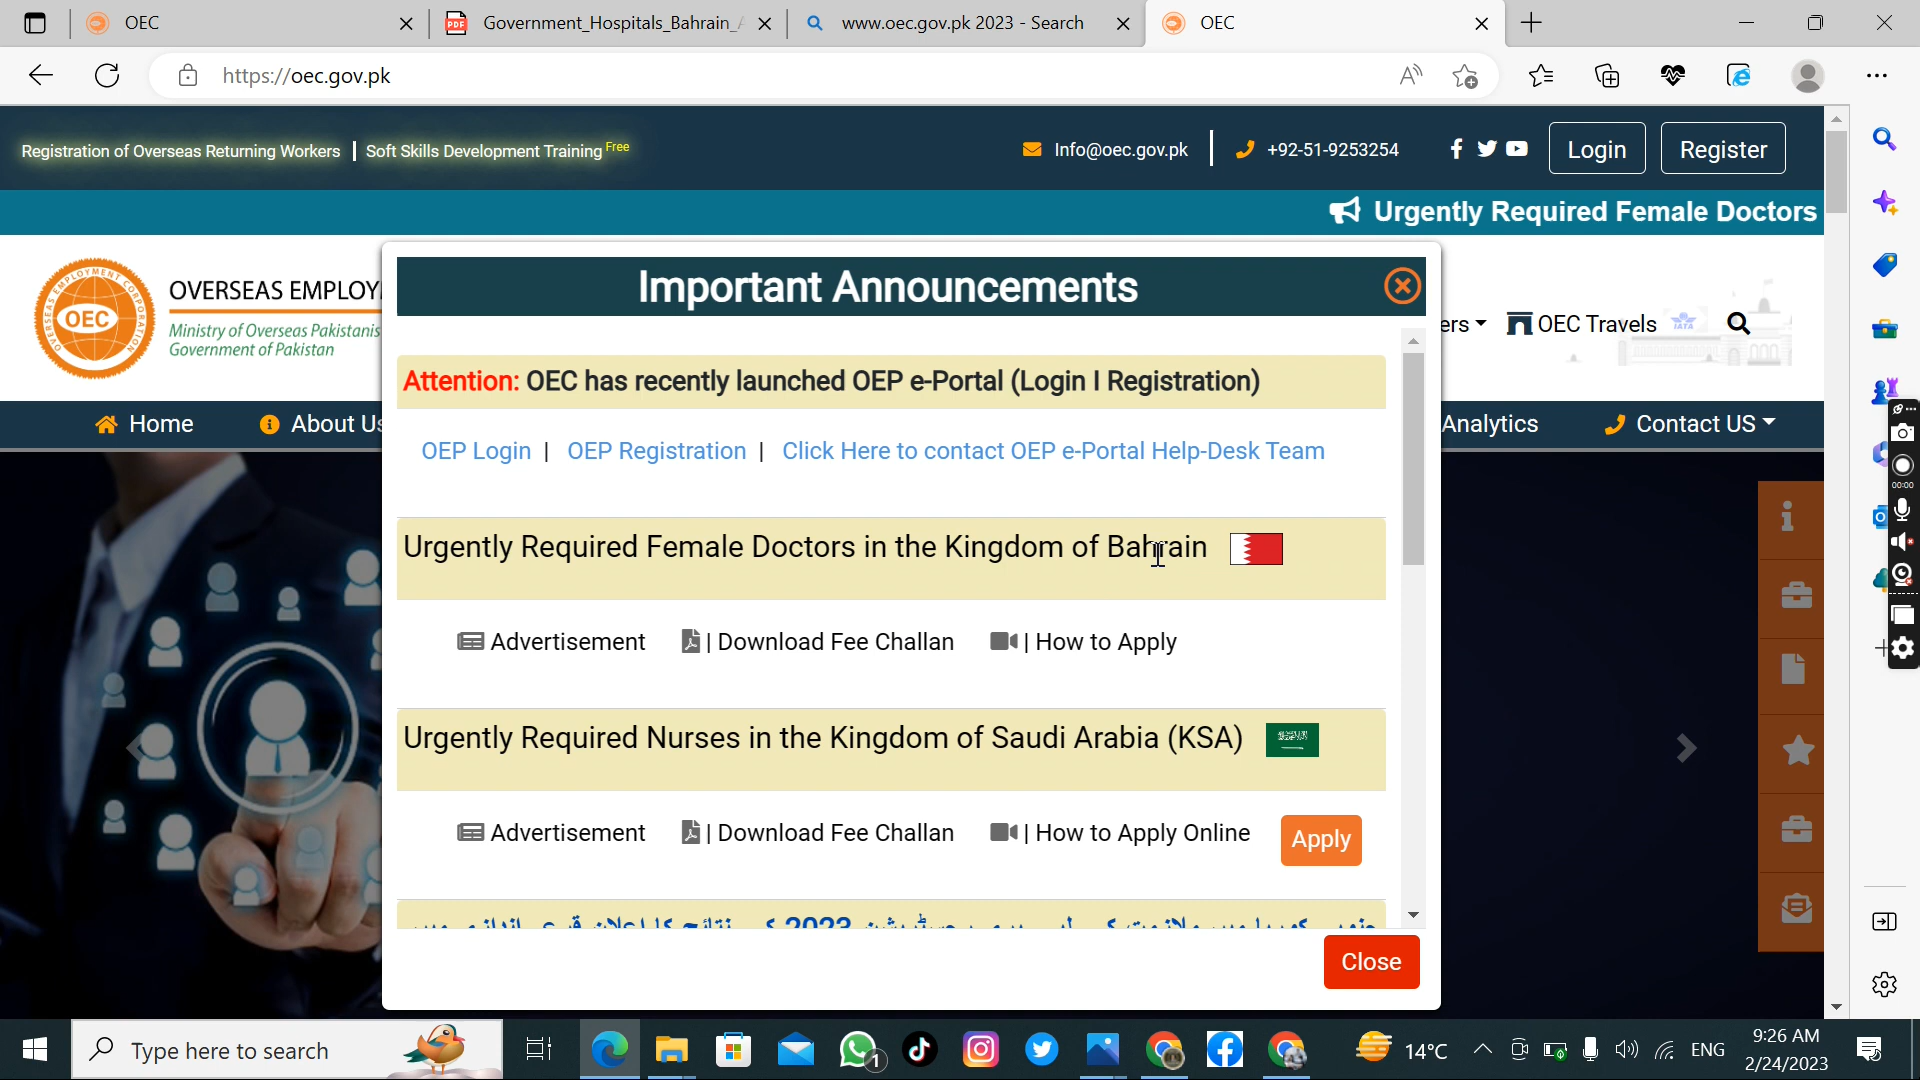 OEC
Government_Hospitals_Bahrain_
www.oec.gov.pk 2023 - Search
OEC
https://oec.gov.pk
Registration of Overseas Returning Workers | Soft Skills Development Training Free
Info@oec.gov.pk
+92-51-9253254
Login
Register
Urgently Required Female Doctors
OEC
OVERSEAS EMPLOY
Ministry of Overseas Pakistanis
Government of Pakistan
ers
OEC Travels
IATA
Home
About Us
Analytics
Contact US
Important Announcements
Attention: OEC has recently launched OEP e-Portal (Login I Registration)
OEP Login | OEP Registration | Click Here to contact OEP e-Portal Help-Desk Team
Urgently Required Female Doctors in the Kingdom of Bahrain
Advertisement | Download Fee Challan | How to Apply
Urgently Required Nurses in the Kingdom of Saudi Arabia (KSA)
Advertisement | Download Fee Challan | How to Apply Online
Apply
2023
Close
00:00
Type here to search
1
14°C
ENG
9:26 AM
2/24/2023